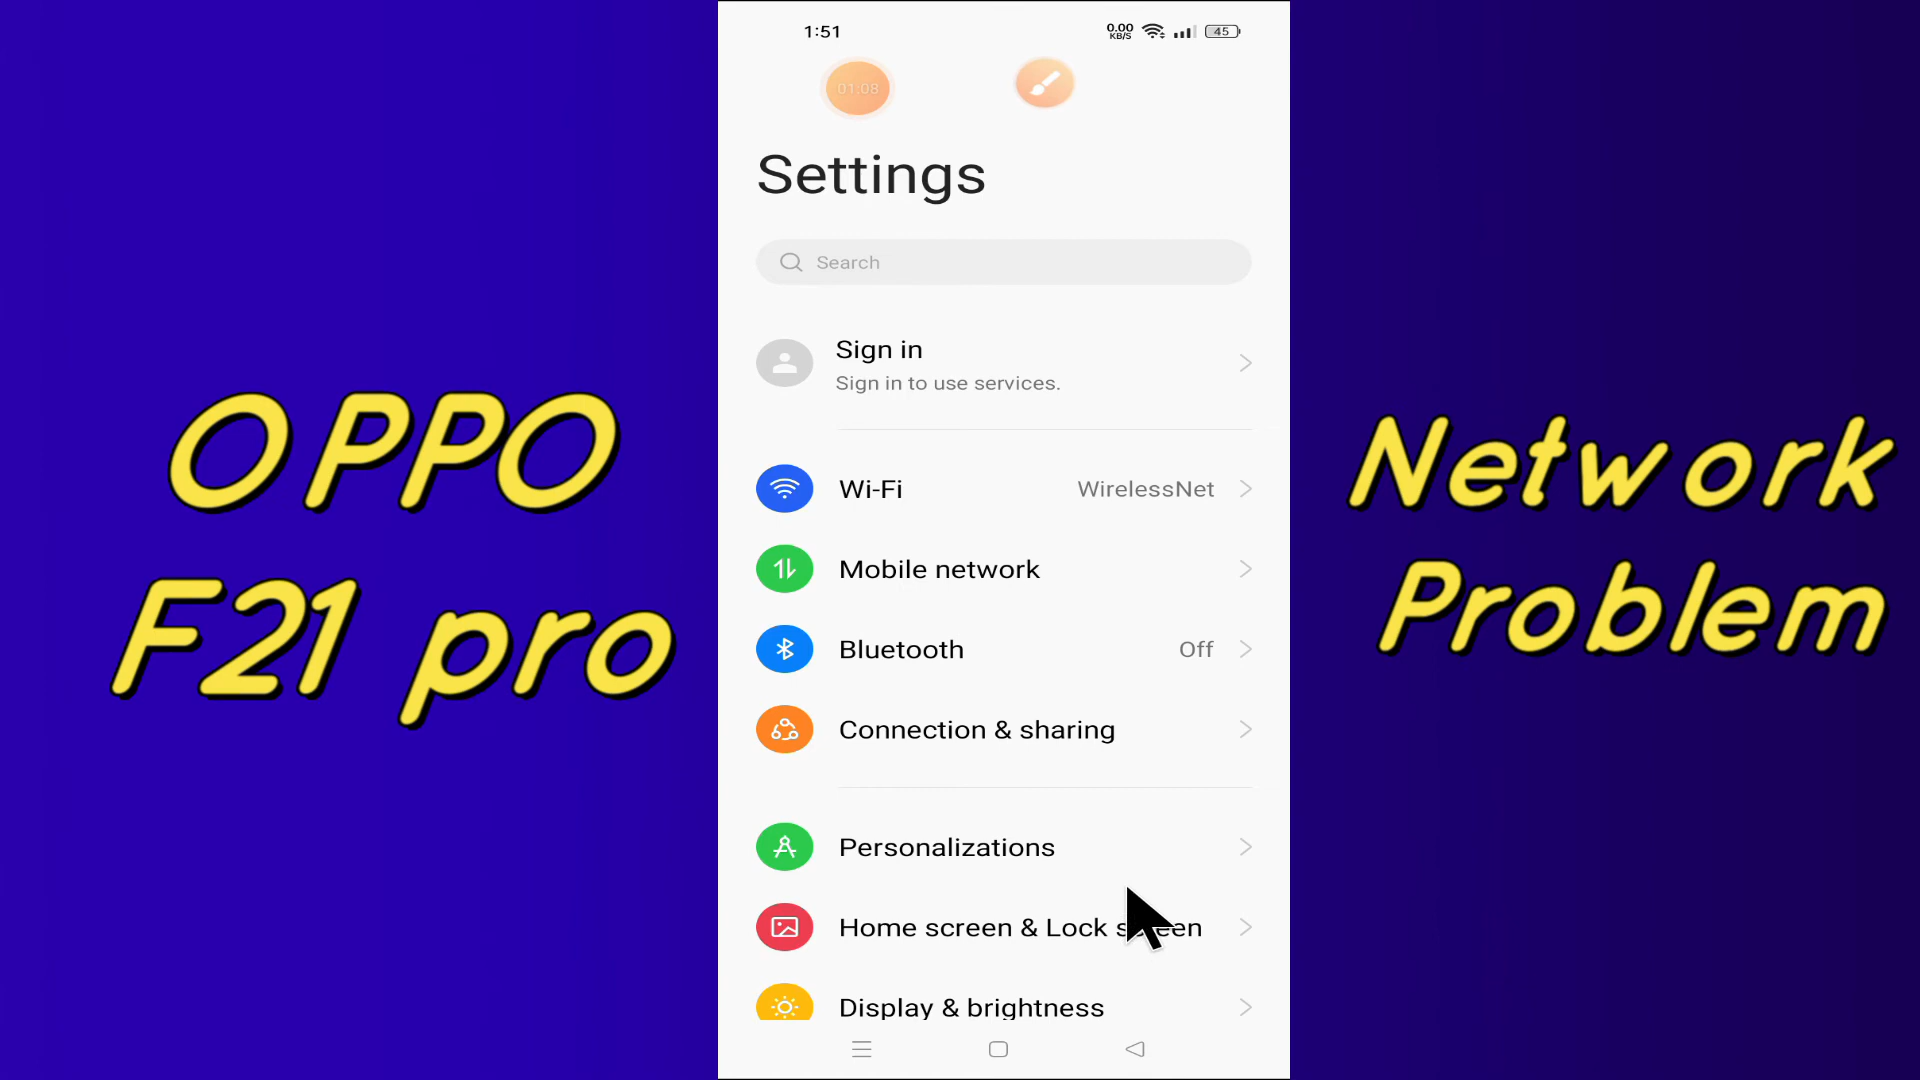 1:51
0.00
KB/S
45
01:08
Settings
Search
Sign in
Sign in to use services.
Wi-Fi
WirelessNet
Mobile network
Bluetooth
Off
Connection & sharing
Personalizations
Home screen & Lock screen
Display & brightness
OPPO
F21 pro
Network
Problem